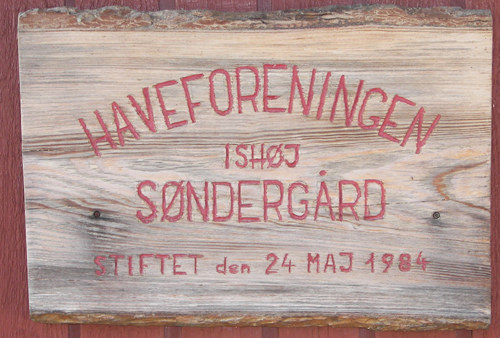 HAVEFORENINGEN
ISHØJ
SØNDERGÅRD
STIFTET den 24 MAJ 1984